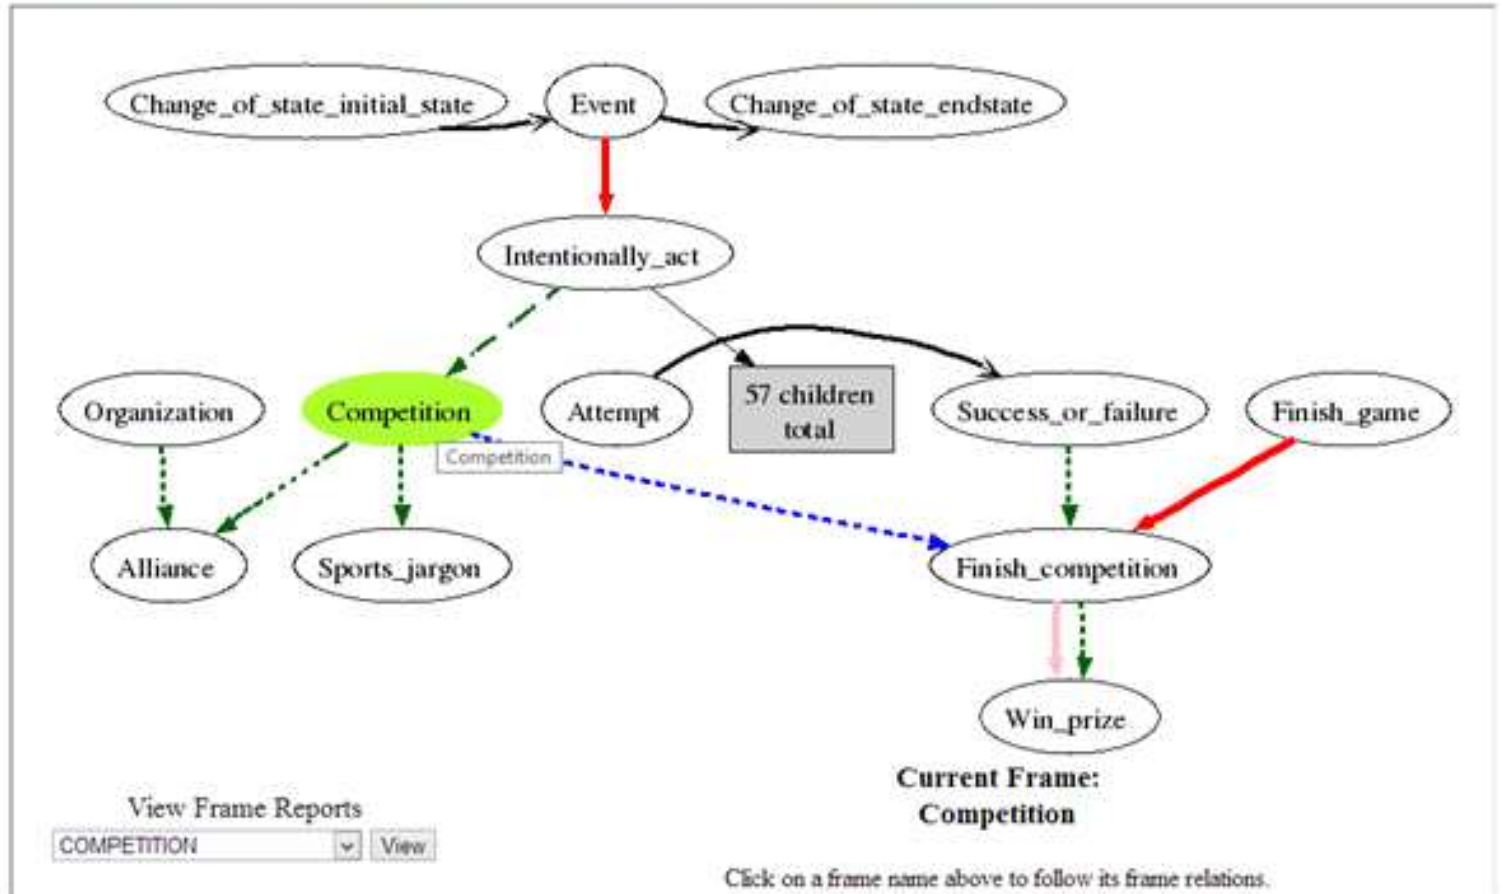 Change_of_state_initial_state
Event
Change_of_state_endstate
Intentionally_act
Organization
Competition
Attempt
57 children
total
Success_or_failure
Finish_game
Competition
Alliance
Sports_jargon
Finish_competition
Win_prize
Current Frame:
Competition
View Frame Reports
COMPETITION
View
Click on a frame name above to follow its frame relations.